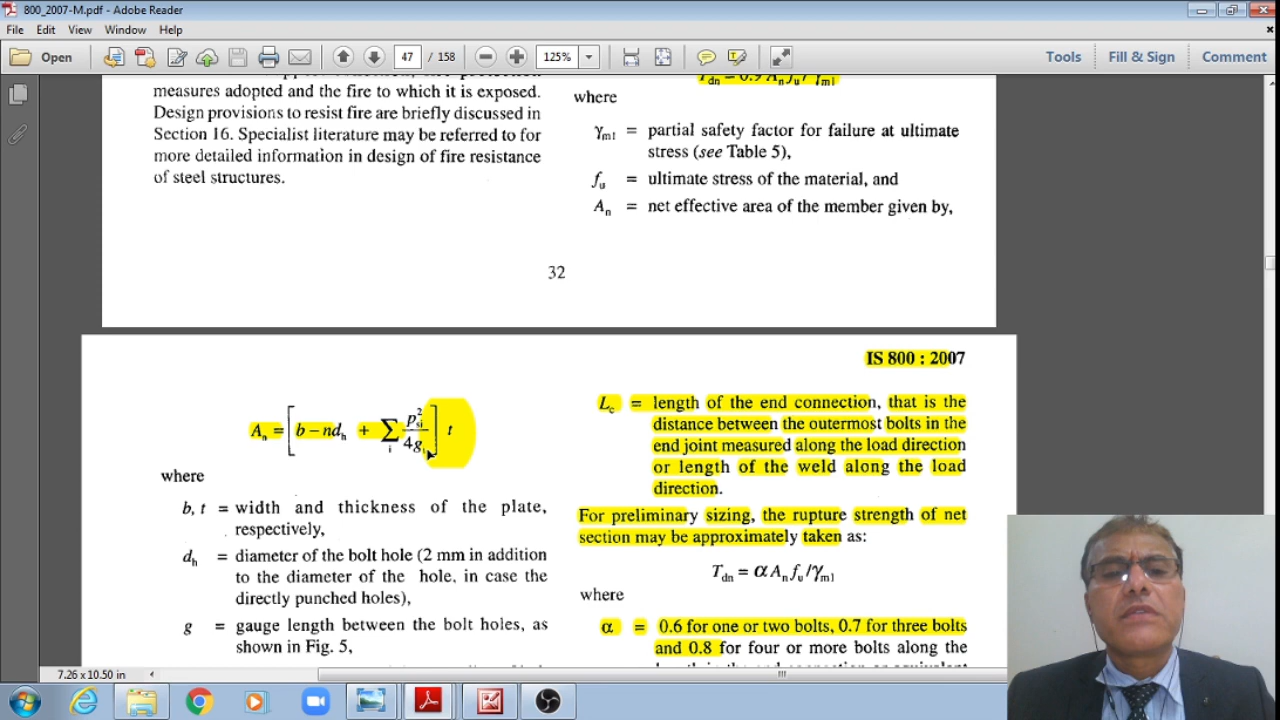 800_2007-M.pdf - Adobe Reader
File Edit View Window Help
Open
47 / 158
125%
Tools Fill & Sign Comment
measures adopted and the fire to which it is exposed.
Design provisions to resist fire are briefly discussed in
Section 16. Specialist literature may be referred to for
more detailed information in design of fire resistance
of steel structures.
Tdn = 0.9 An fu / γm1
where
γm1 = partial safety factor for failure at ultimate
stress (see Table 5),
fu = ultimate stress of the material, and
An = net effective area of the member given by,
32
IS 800 : 2007
An = [ b – ndh + Σi psi² / 4gi ] t
where
b, t = width and thickness of the plate,
respectively,
dh = diameter of the bolt hole (2 mm in addition
to the diameter of the hole, in case the
directly punched holes),
g = gauge length between the bolt holes, as
shown in Fig. 5,
Lc = length of the end connection, that is the
distance between the outermost bolts in the
end joint measured along the load direction
or length of the weld along the load
direction.
For preliminary sizing, the rupture strength of net
section may be approximately taken as:
Tdn = α An fu /γm1
where
α = 0.6 for one or two bolts, 0.7 for three bolts
and 0.8 for four or more bolts along the
7.26 x 10.50 in